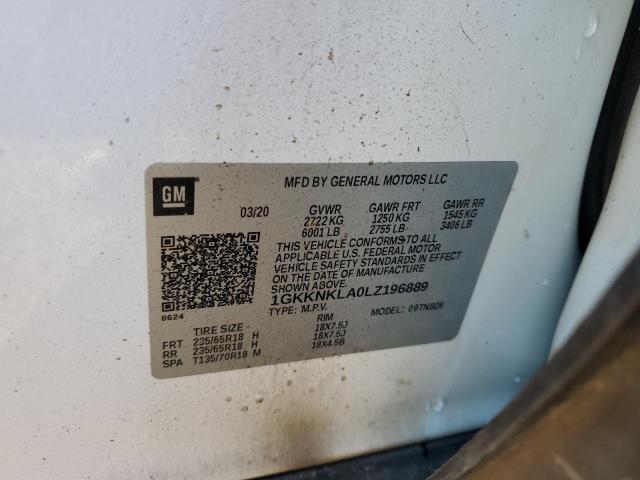 GM
MFD BY GENERAL MOTORS LLC
03/20 GVWR GAWR FRT GAWR RR
2722 KG 1250 KG 1545 KG
6001 LB 2755 LB 3406 LB
THIS VEHICLE CONFORMS TO ALL
APPLICABLE U.S. FEDERAL MOTOR
VEHICLE SAFETY STANDARDS IN EFFECT
ON THE DATE OF MANUFACTURE
SHOWN ABOVE.
1GKKNKLA0LZ196889
8624
TYPE: M.P.V. MODEL: 09TNB26
TIRE SIZE RIM
FRT 235/65R18 H 18X7.5J
RR 235/65R18 H 18X7.5J
SPA T135/70R18 M 18X4.5B